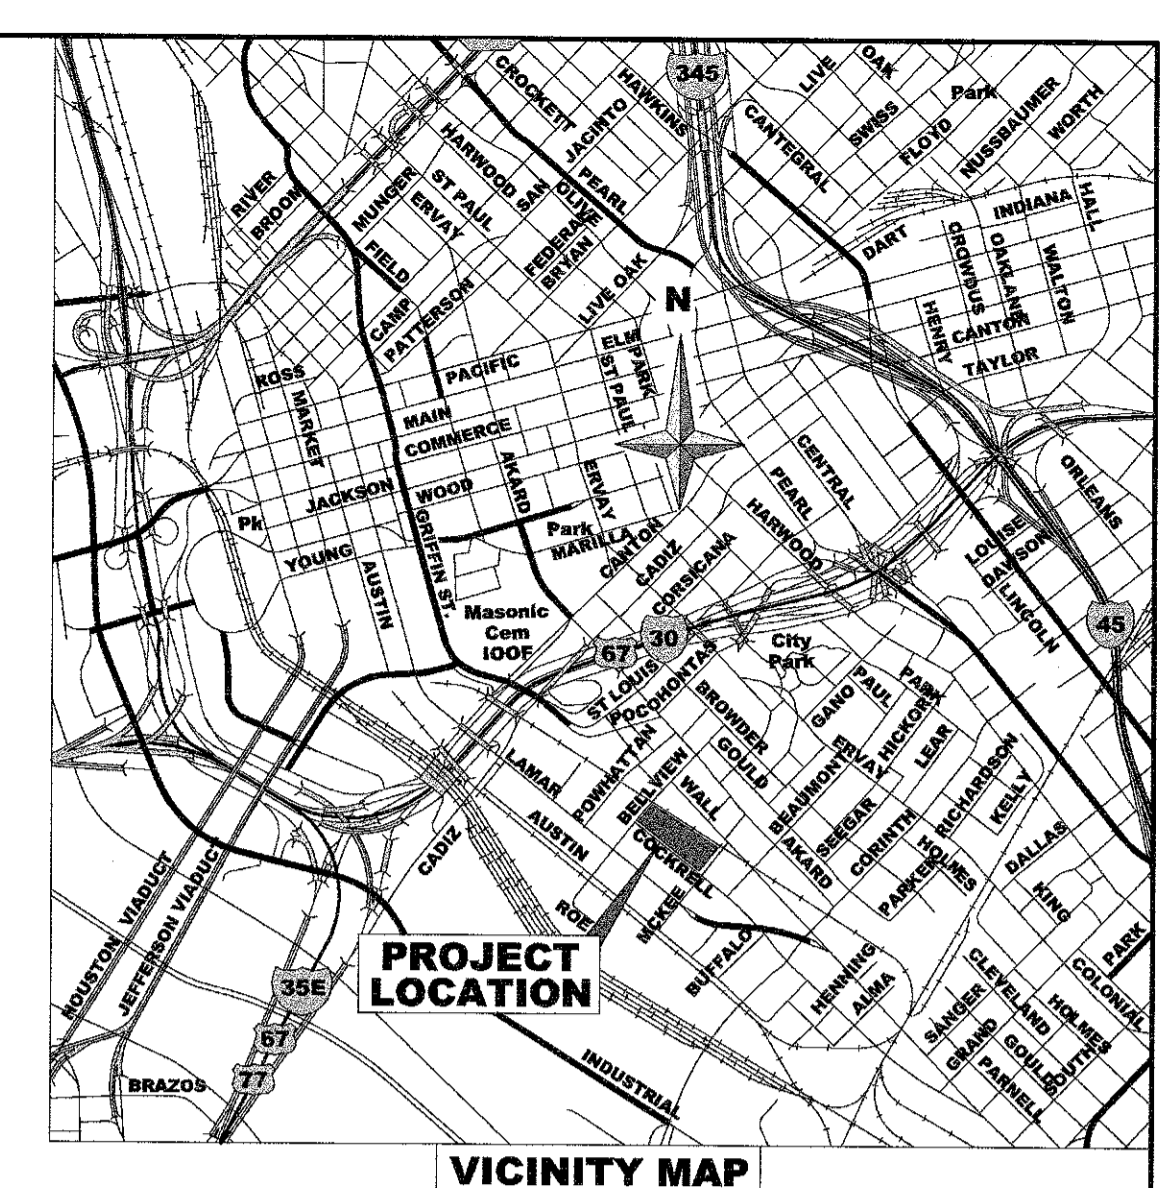 345
CROCKETT
HAWKINS
JACINTO
LIVE
OAK
Park
CANTEGRAL
SWISS
FLOYD
NUSSBAUMER
WORTH
HARWOOD
SAN
PEARL
OLIVE
ST PAUL
ERVAY
MUNGER
RIVER
BROOM
FIELD
FEDERAL
BRYAN
LIVE OAK
CAMP
PATTERSON
DART
INDIANA
HALL
CROWDUS
OAKLAND
WALTON
HENRY
CANTON
TAYLOR
N
ROSS
MARKET
PACIFIC
ELM
PARK
ST PAUL
MAIN
COMMERCE
AKARD
ERVAY
JACKSON
WOOD
Pk
YOUNG
AUSTIN
GRIFFIN ST.
Park
MARILLA
CANTON
CADIZ
CORSICANA
CENTRAL
PEARL
HARWOOD
ORLEANS
LOUISE
DAWSON
LINCOLN
45
Masonic
Cem
IOOF
67
30
City
Park
ST LOUIS
POCOHONTAS
BROWDER
GOULD
GANO
PAUL
PARK
HICKORY
ERVAY
LEAR
BEAUMONT
SEEGAR
AKARD
CORINTH
RICHARDSON
KELLY
HOLMES
PARKER
DALLAS
KING
LAMAR
POWHATTAN
BELLVIEW
WALL
AUSTIN
COCKRELL
CADIZ
ROE
MCKEE
BUFFALO
HENNING
ALMA
PARK
COLONIAL
CLEVELAND
HOLMES
SANGER
GRAND
GOULD
SOUTH
PARNELL
HOUSTON VIADUCT
JEFFERSON VIADUCT
PROJECT
LOCATION
35E
67
77
BRAZOS
INDUSTRIAL
VICINITY MAP